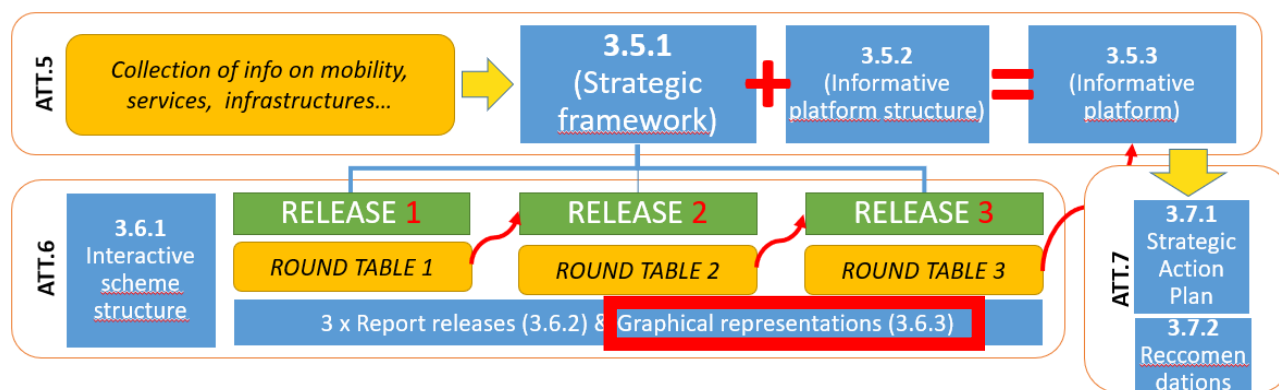 ATT.5
Collection of info on mobility,
services, infrastructures...
3.5.1
(Strategic
framework)
+
3.5.2
(Informative
platform structure)
=
3.5.3
(Informative
platform)
ATT.6
3.6.1
Interactive
scheme
structure
RELEASE 1
RELEASE 2
RELEASE 3
ROUND TABLE 1
ROUND TABLE 2
ROUND TABLE 3
3 x Report releases (3.6.2) & Graphical representations (3.6.3)
ATT.7
3.7.1
Strategic
Action
Plan
3.7.2
Reccomen
dations